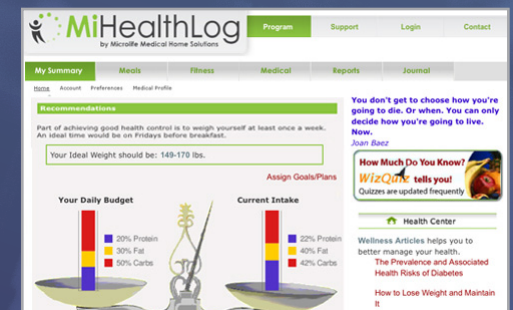 MiHealthLog
by Microlife Medical Home Solutions
Program
Support
Login
Contact
My Summary
Meals
Fitness
Medical
Reports
Journal
Home
Account
Preferences
Medical Profile
Recommendations
Part of achieving good health control is to weigh yourself at least once a week.
An ideal time would be on Fridays before breakfast.
Your Ideal Weight should be: 149-170 lbs.
Assign Goals/Plans
Your Daily Budget
20% Protein
30% Fat
50% Carbs
Current Intake
22% Protein
40% Fat
42% Carbs
You don't get to choose how you're
going to die. Or when. You can only
decide how you're going to live.
Now.
Joan Baez
How Much Do You Know?
WizQuiz tells you!
Quizzes are updated frequently
Health Center
Wellness Articles helps you to
better manage your health.
The Prevalence and Associated
Health Risks of Diabetes
How to Lose Weight and Maintain
It